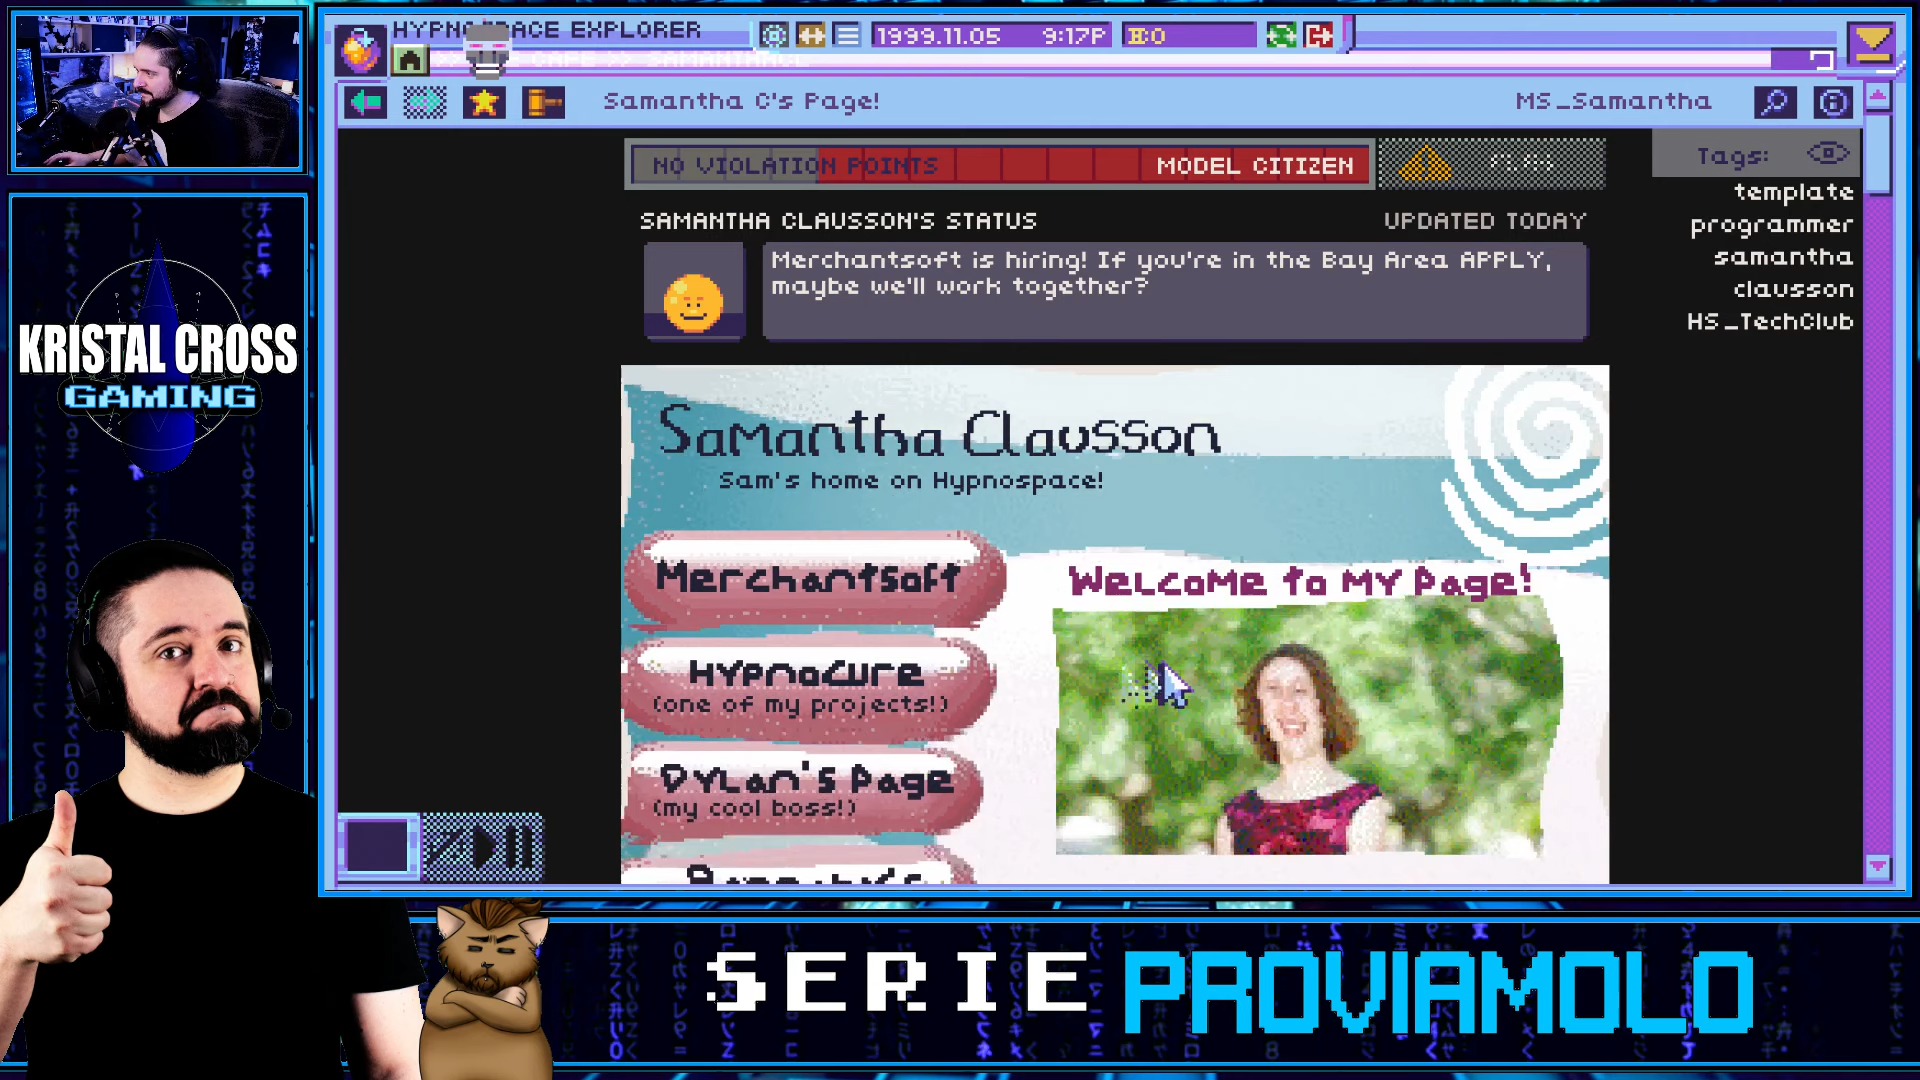 HYPNOSPACE EXPLORER
1999.11.05 9:17P
0
Samantha C's Page!
MS_Samantha
NO VIOLATION POINTS
MODEL CITIZEN
Tags:
template
programmer
samantha
clausson
HS_TechClub
SAMANTHA CLAUSSON'S STATUS
UPDATED TODAY
Merchantsoft is hiring! If you're in the Bay Area APPLY,
maybe we'll work together?
Samantha Clausson
Sam's home on Hypnospace!
Merchantsoft
HypnoCure
(one of my projects!)
Dylan's Page
(my cool boss!)
Welcome to my page!
KRISTAL CROSS
GAMING
SERIE PROVIAMOLO